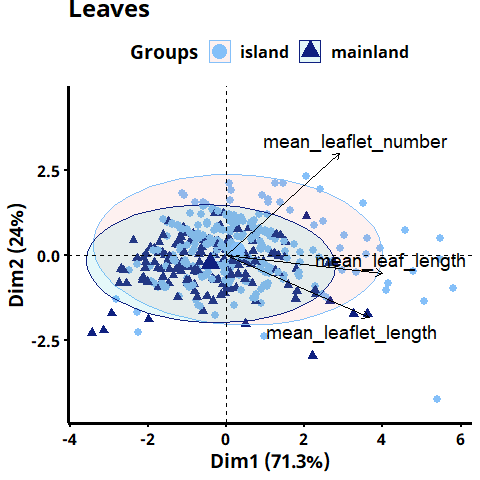 Leaves
Groups island mainland
mean_leaflet_number
mean_leaf_length
mean_leaflet_length
Dim2 (24%)
2.5
0.0
-2.5
-4 -2 0 2 4 6
Dim1 (71.3%)